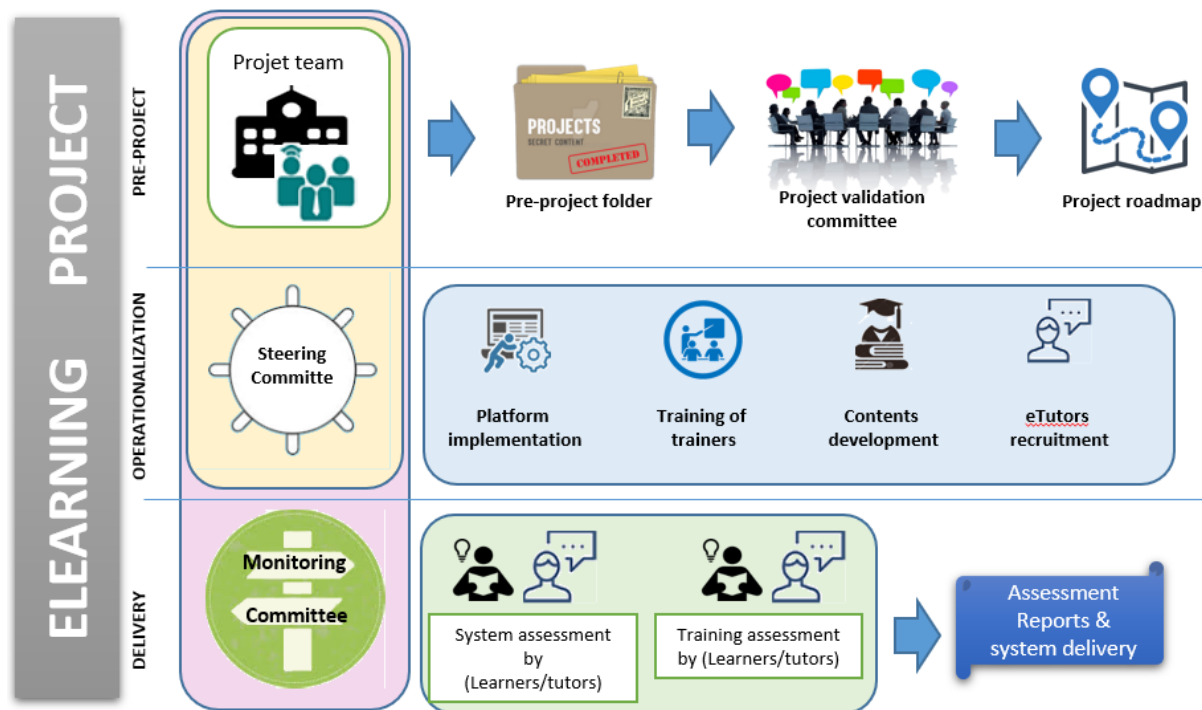 ELEARNING PROJECT
PRE-PROJECT
Projet team
PROJECTS
SECRET CONTENT
COMPLETED
Pre-project folder
Project validation
committee
Project roadmap
OPERATIONALIZATION
Steering
Committe
Platform
implementation
Training of
trainers
Contents
development
eTutors
recruitment
DELIVERY
Monitoring
Committee
System assessment
by
(Learners/tutors)
Training assessment
by (Learners/tutors)
Assessment
Reports &
system delivery